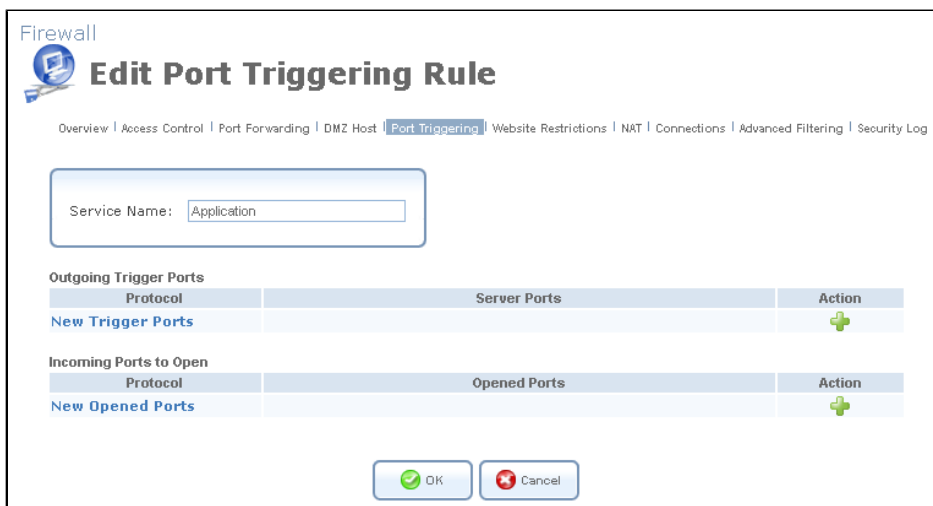 Firewall
Edit Port Triggering Rule
Overview | Access Control | Port Forwarding | DMZ Host | Port Triggering | Website Restrictions | NAT | Connections | Advanced Filtering | Security Log
Service Name: Application
Outgoing Trigger Ports
Protocol Server Ports Action
New Trigger Ports
Incoming Ports to Open
Protocol Opened Ports Action
New Opened Ports
OK Cancel